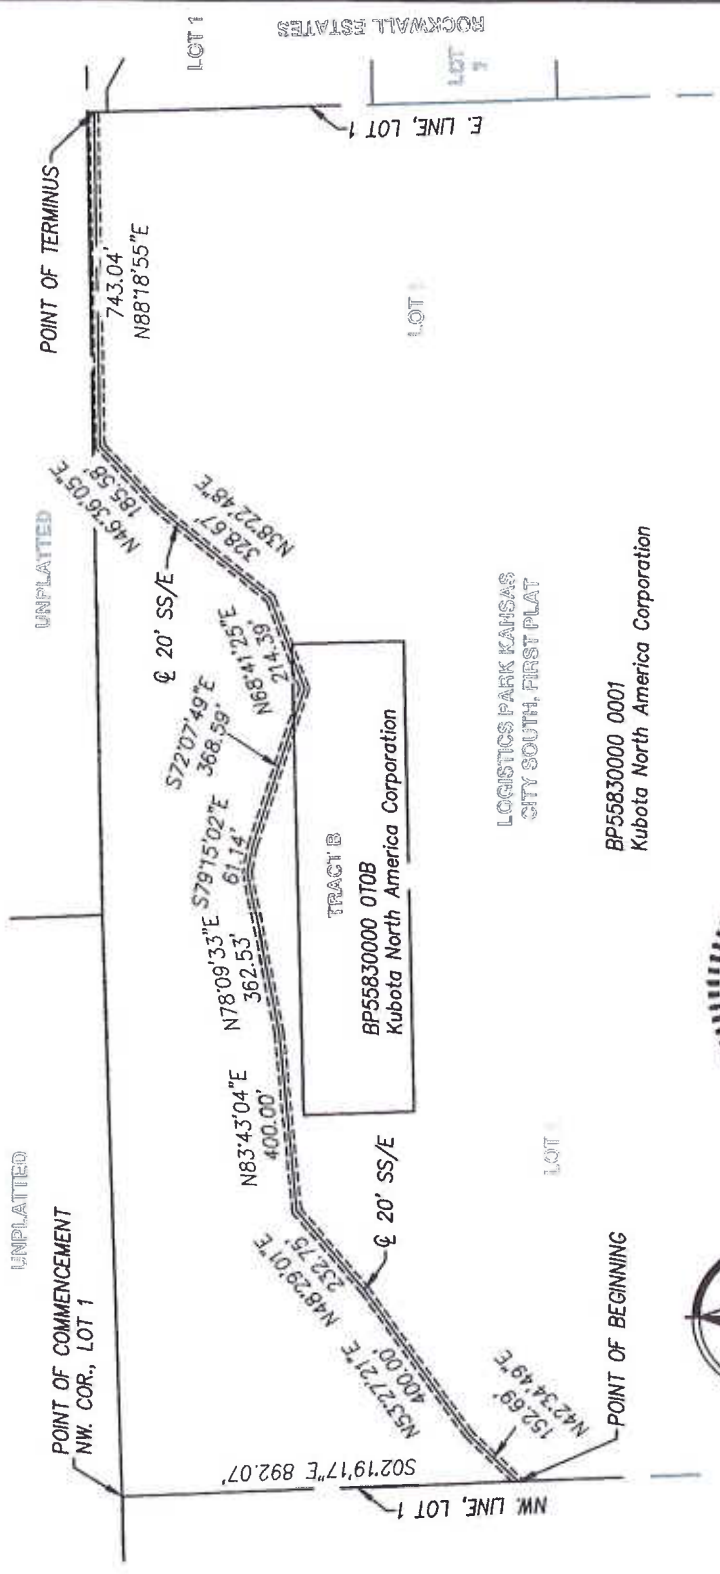 POINT OF COMMENCEMENT
NW. COR., LOT 1
UNPLATTED
UNPLATTED
POINT OF TERMINUS
LOT 1
ROCKWALL ESTATES
LOT
E. LINE, LOT 1
743.04'
N88°18'55"E
N46°36'05"E
185.58'
N38°22'48"E
328.67'
℄ 20' SS/E
N68°41'25"E
214.39'
S72°07'49"E
368.59'
S79°15'02"E
61.14'
N78°09'33"E
362.53'
N83°43'04"E
400.00'
N48°29'01"E
232.75'
N53°27'21"E
400.00'
N42°34'49"E
152.69'
℄ 20' SS/E
S02°19'17"E 892.07'
NW. LINE, LOT 1
POINT OF BEGINNING
TRACT B
BP55830000 0T0B
Kubota North America Corporation
LOT
LOGISTICS PARK KANSAS
CITY SOUTH, FIRST PLAT
LOT
BP55830000 0001
Kubota North America Corporation